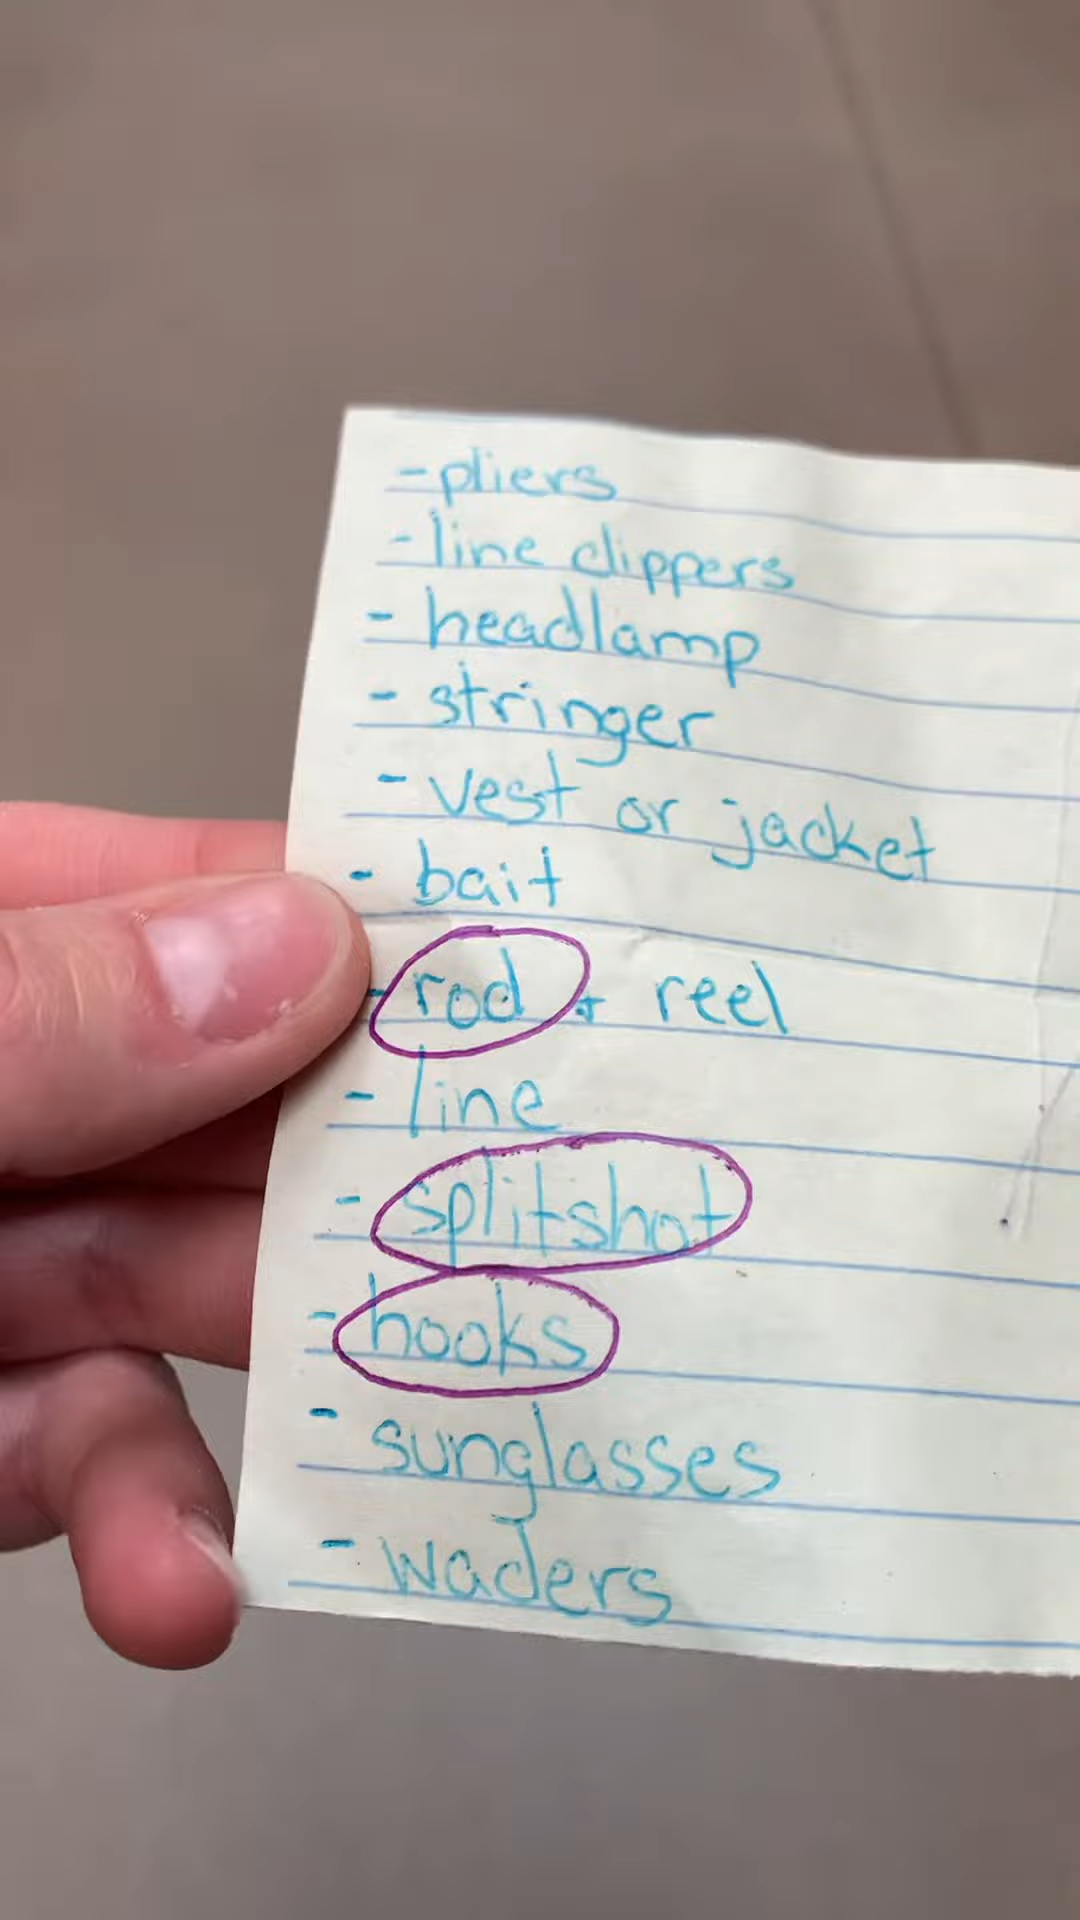 - pliers
- line clippers
- headlamp
- stringer
- vest or jacket
- bait
- rod + reel
- line
- splitshot
- hooks
- sunglasses
- waders